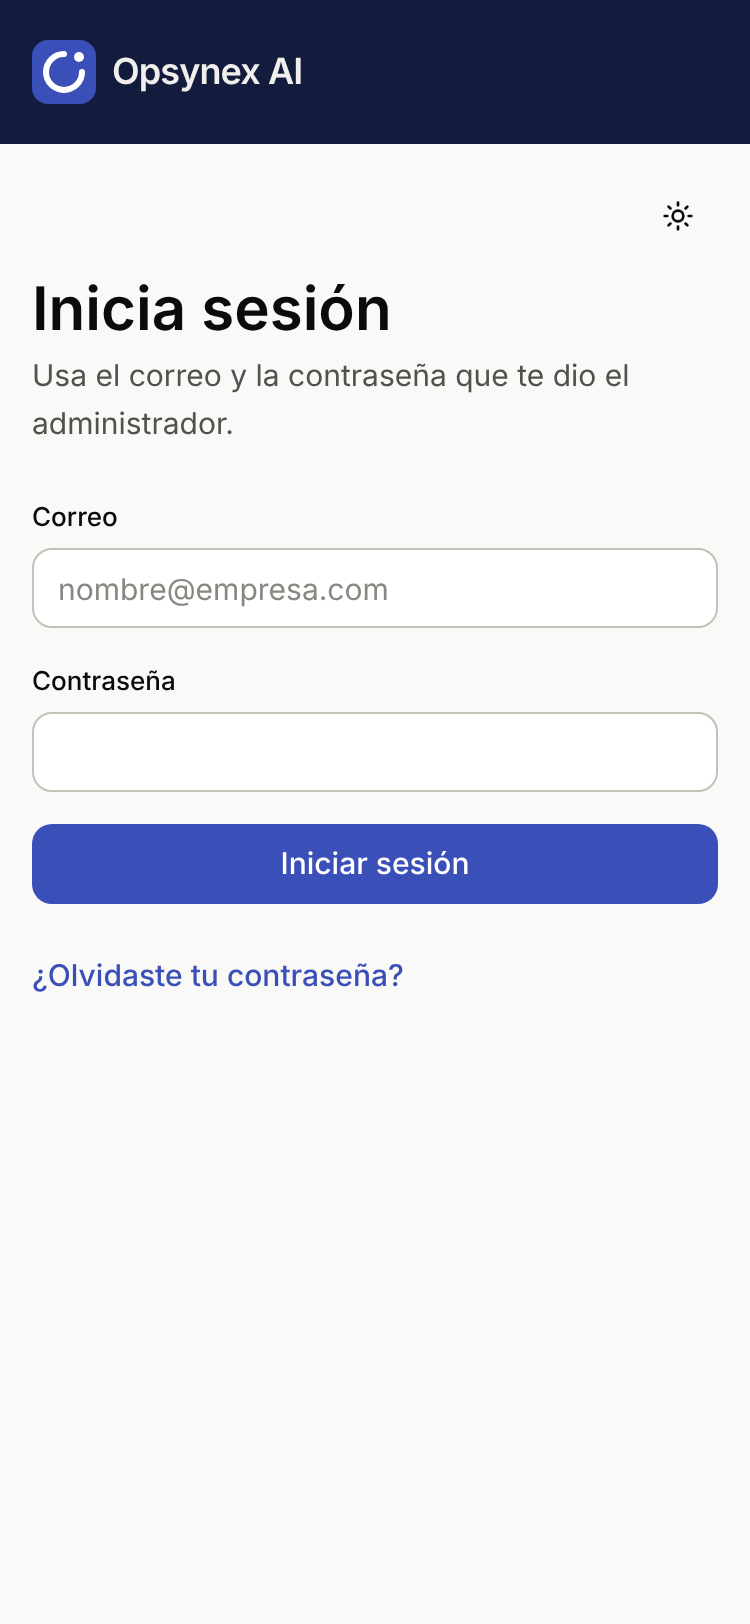 Opsynex AI
Inicia sesión
Usa el correo y la contraseña que te dio el
administrador.
Correo
nombre@empresa.com
Contraseña
Iniciar sesión
¿Olvidaste tu contraseña?